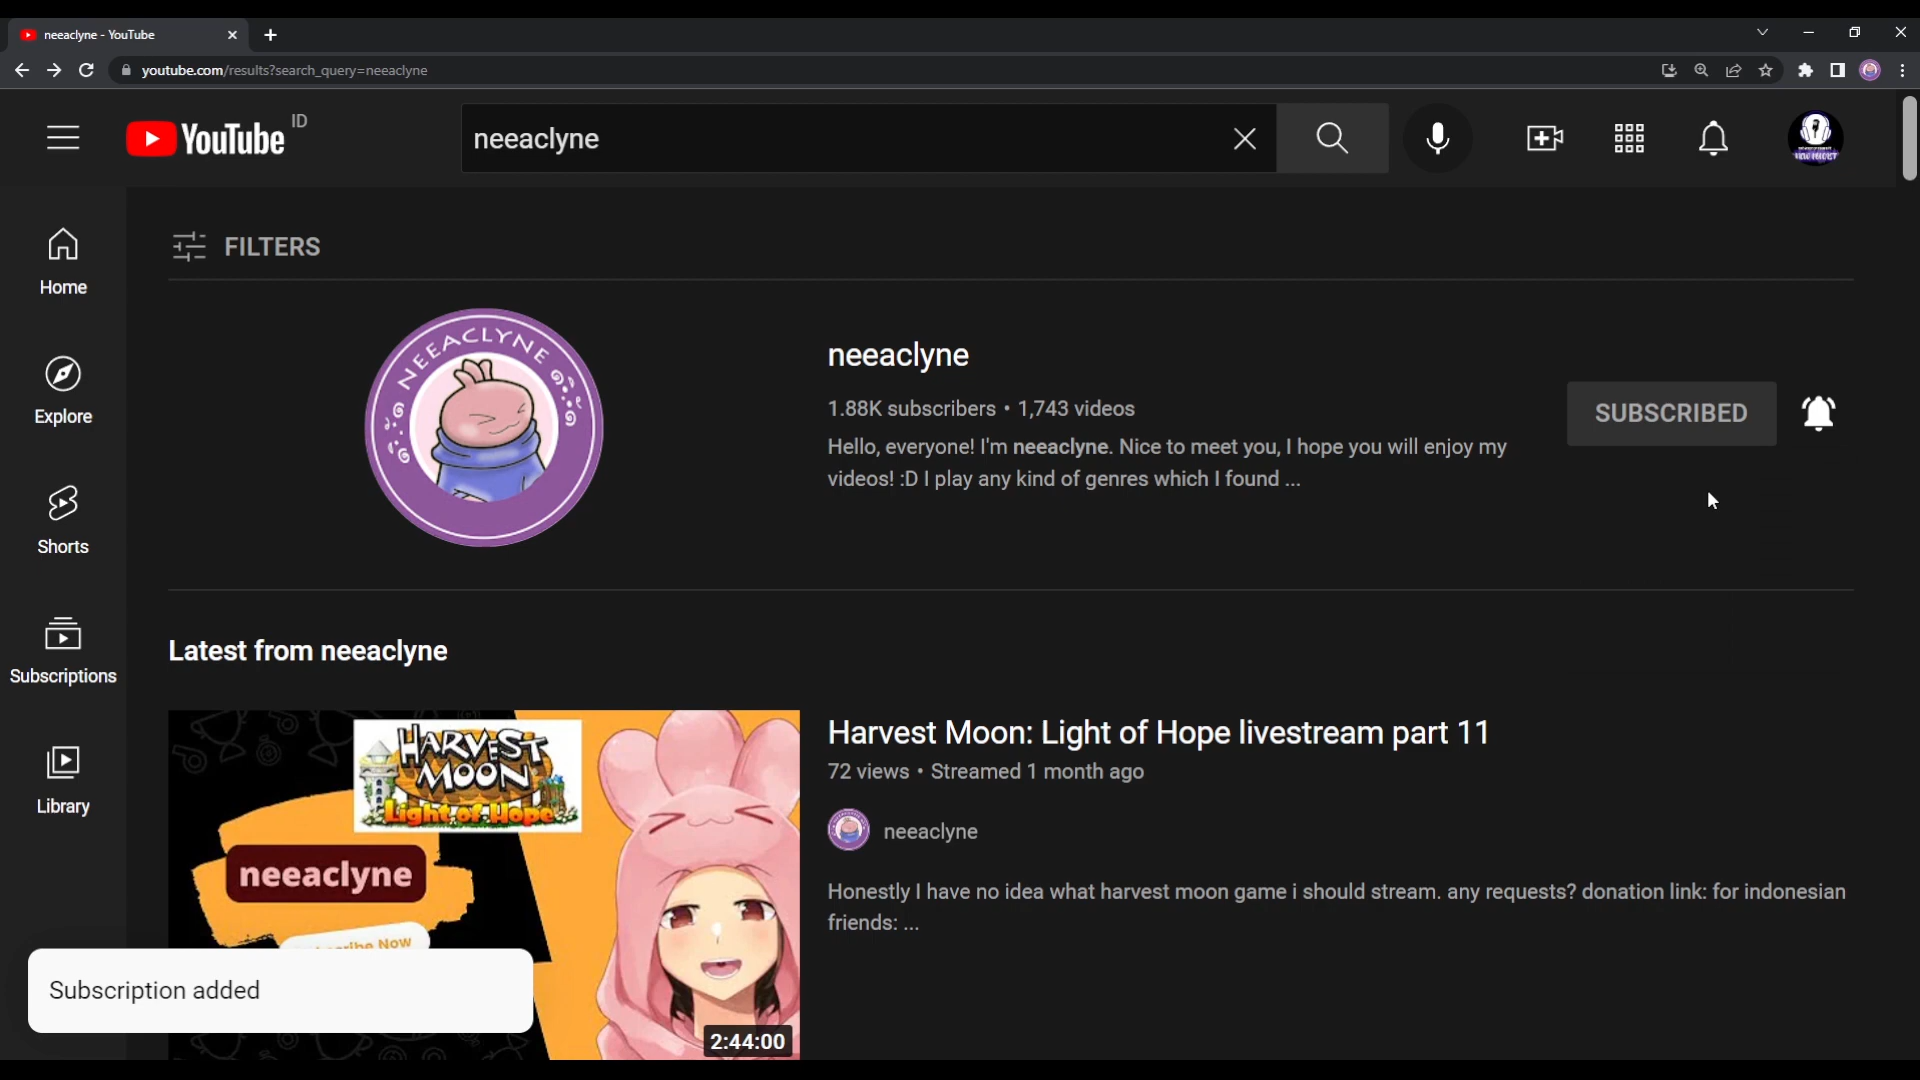 neeaclyne - YouTube
youtube.com/results?search_query=neeaclyne
YouTube ID
neeaclyne
FILTERS
Home
Explore
Shorts
Subscriptions
Library
NEEACLYNE
neeaclyne
1.88K subscribers • 1,743 videos
Hello, everyone! I'm neeaclyne. Nice to meet you, I hope you will enjoy my
videos! :D I play any kind of genres which I found ...
SUBSCRIBED
Latest from neeaclyne
HARVEST
MOON
Light of Hope
neeaclyne
Now
2:44:00
Harvest Moon: Light of Hope livestream part 11
72 views • Streamed 1 month ago
neeaclyne
Honestly I have no idea what harvest moon game i should stream. any requests? donation link: for indonesian
friends: ...
Subscription added